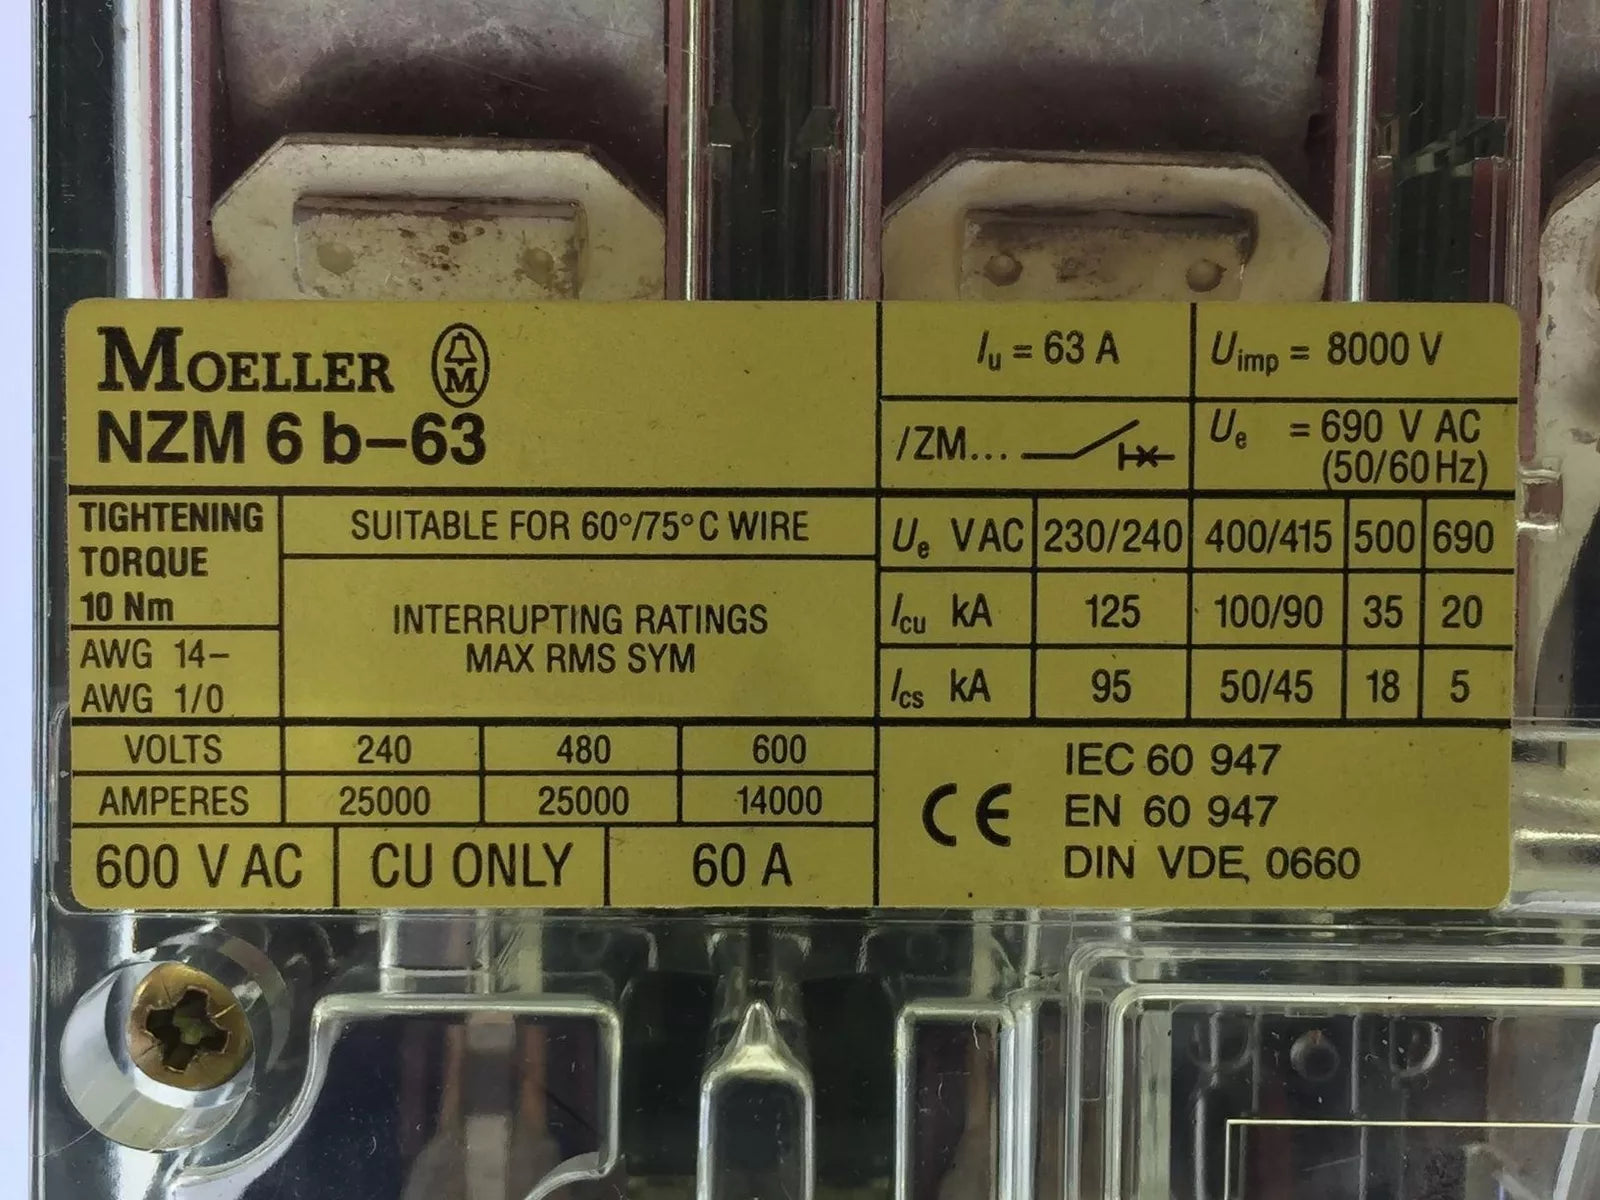 MOELLER M
NZM 6 b-63
TIGHTENING
TORQUE
10 Nm
AWG 14-
AWG 1/0
SUITABLE FOR 60°/75°C WIRE
INTERRUPTING RATINGS
MAX RMS SYM
VOLTS 240 480 600
AMPERES 25000 25000 14000
600 V AC CU ONLY 60 A
Iu = 63 A Uimp = 8000 V
/ZM... Ue = 690 V AC
(50/60 Hz)
Ue V AC 230/240 400/415 500 690
Icu kA 125 100/90 35 20
Ics kA 95 50/45 18 5
CE
IEC 60 947
EN 60 947
DIN VDE, 0660